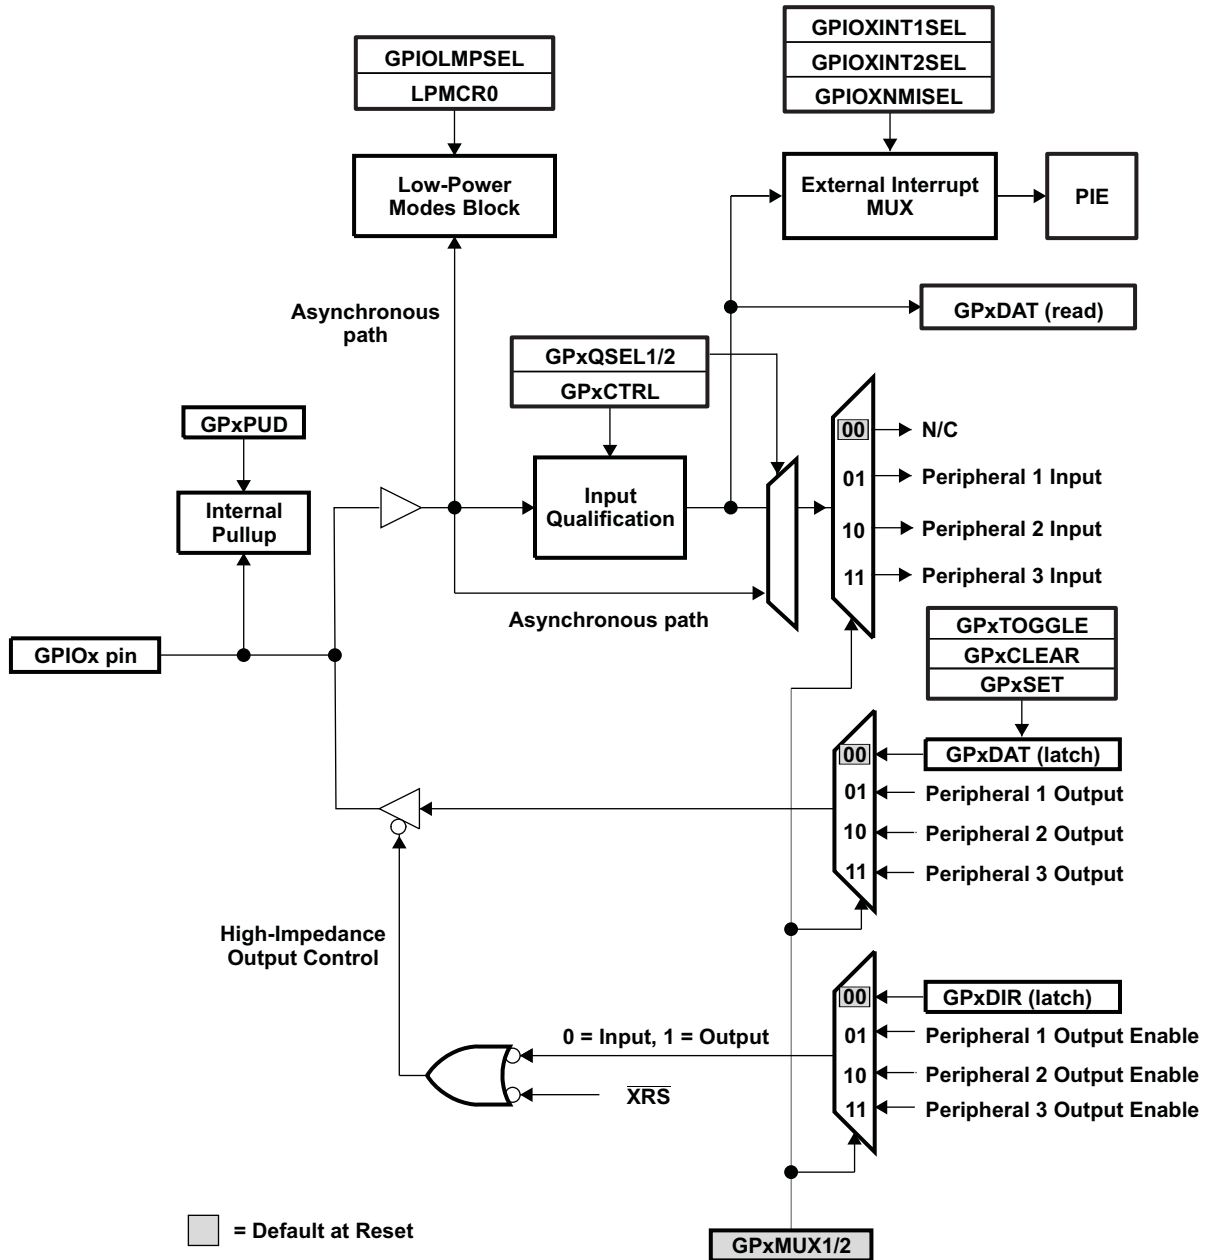 GPIOLMPSEL
LPMCR0
GPIOXINT1SEL
GPIOXINT2SEL
GPIOXNMISEL
Low-Power
Modes Block
External Interrupt
MUX
PIE
Asynchronous
path
GPxDAT (read)
GPxQSEL1/2
GPxCTRL
GPxPUD
Internal
Pullup
Input
Qualification
00
N/C
01
Peripheral 1 Input
10
Peripheral 2 Input
11
Peripheral 3 Input
Asynchronous path
GPIOx pin
GPxTOGGLE
GPxCLEAR
GPxSET
00
GPxDAT (latch)
01
Peripheral 1 Output
10
Peripheral 2 Output
11
Peripheral 3 Output
High-Impedance
Output Control
00
GPxDIR (latch)
0 = Input, 1 = Output
01
Peripheral 1 Output Enable
10
Peripheral 2 Output Enable
XRS
11
Peripheral 3 Output Enable
= Default at Reset
GPxMUX1/2